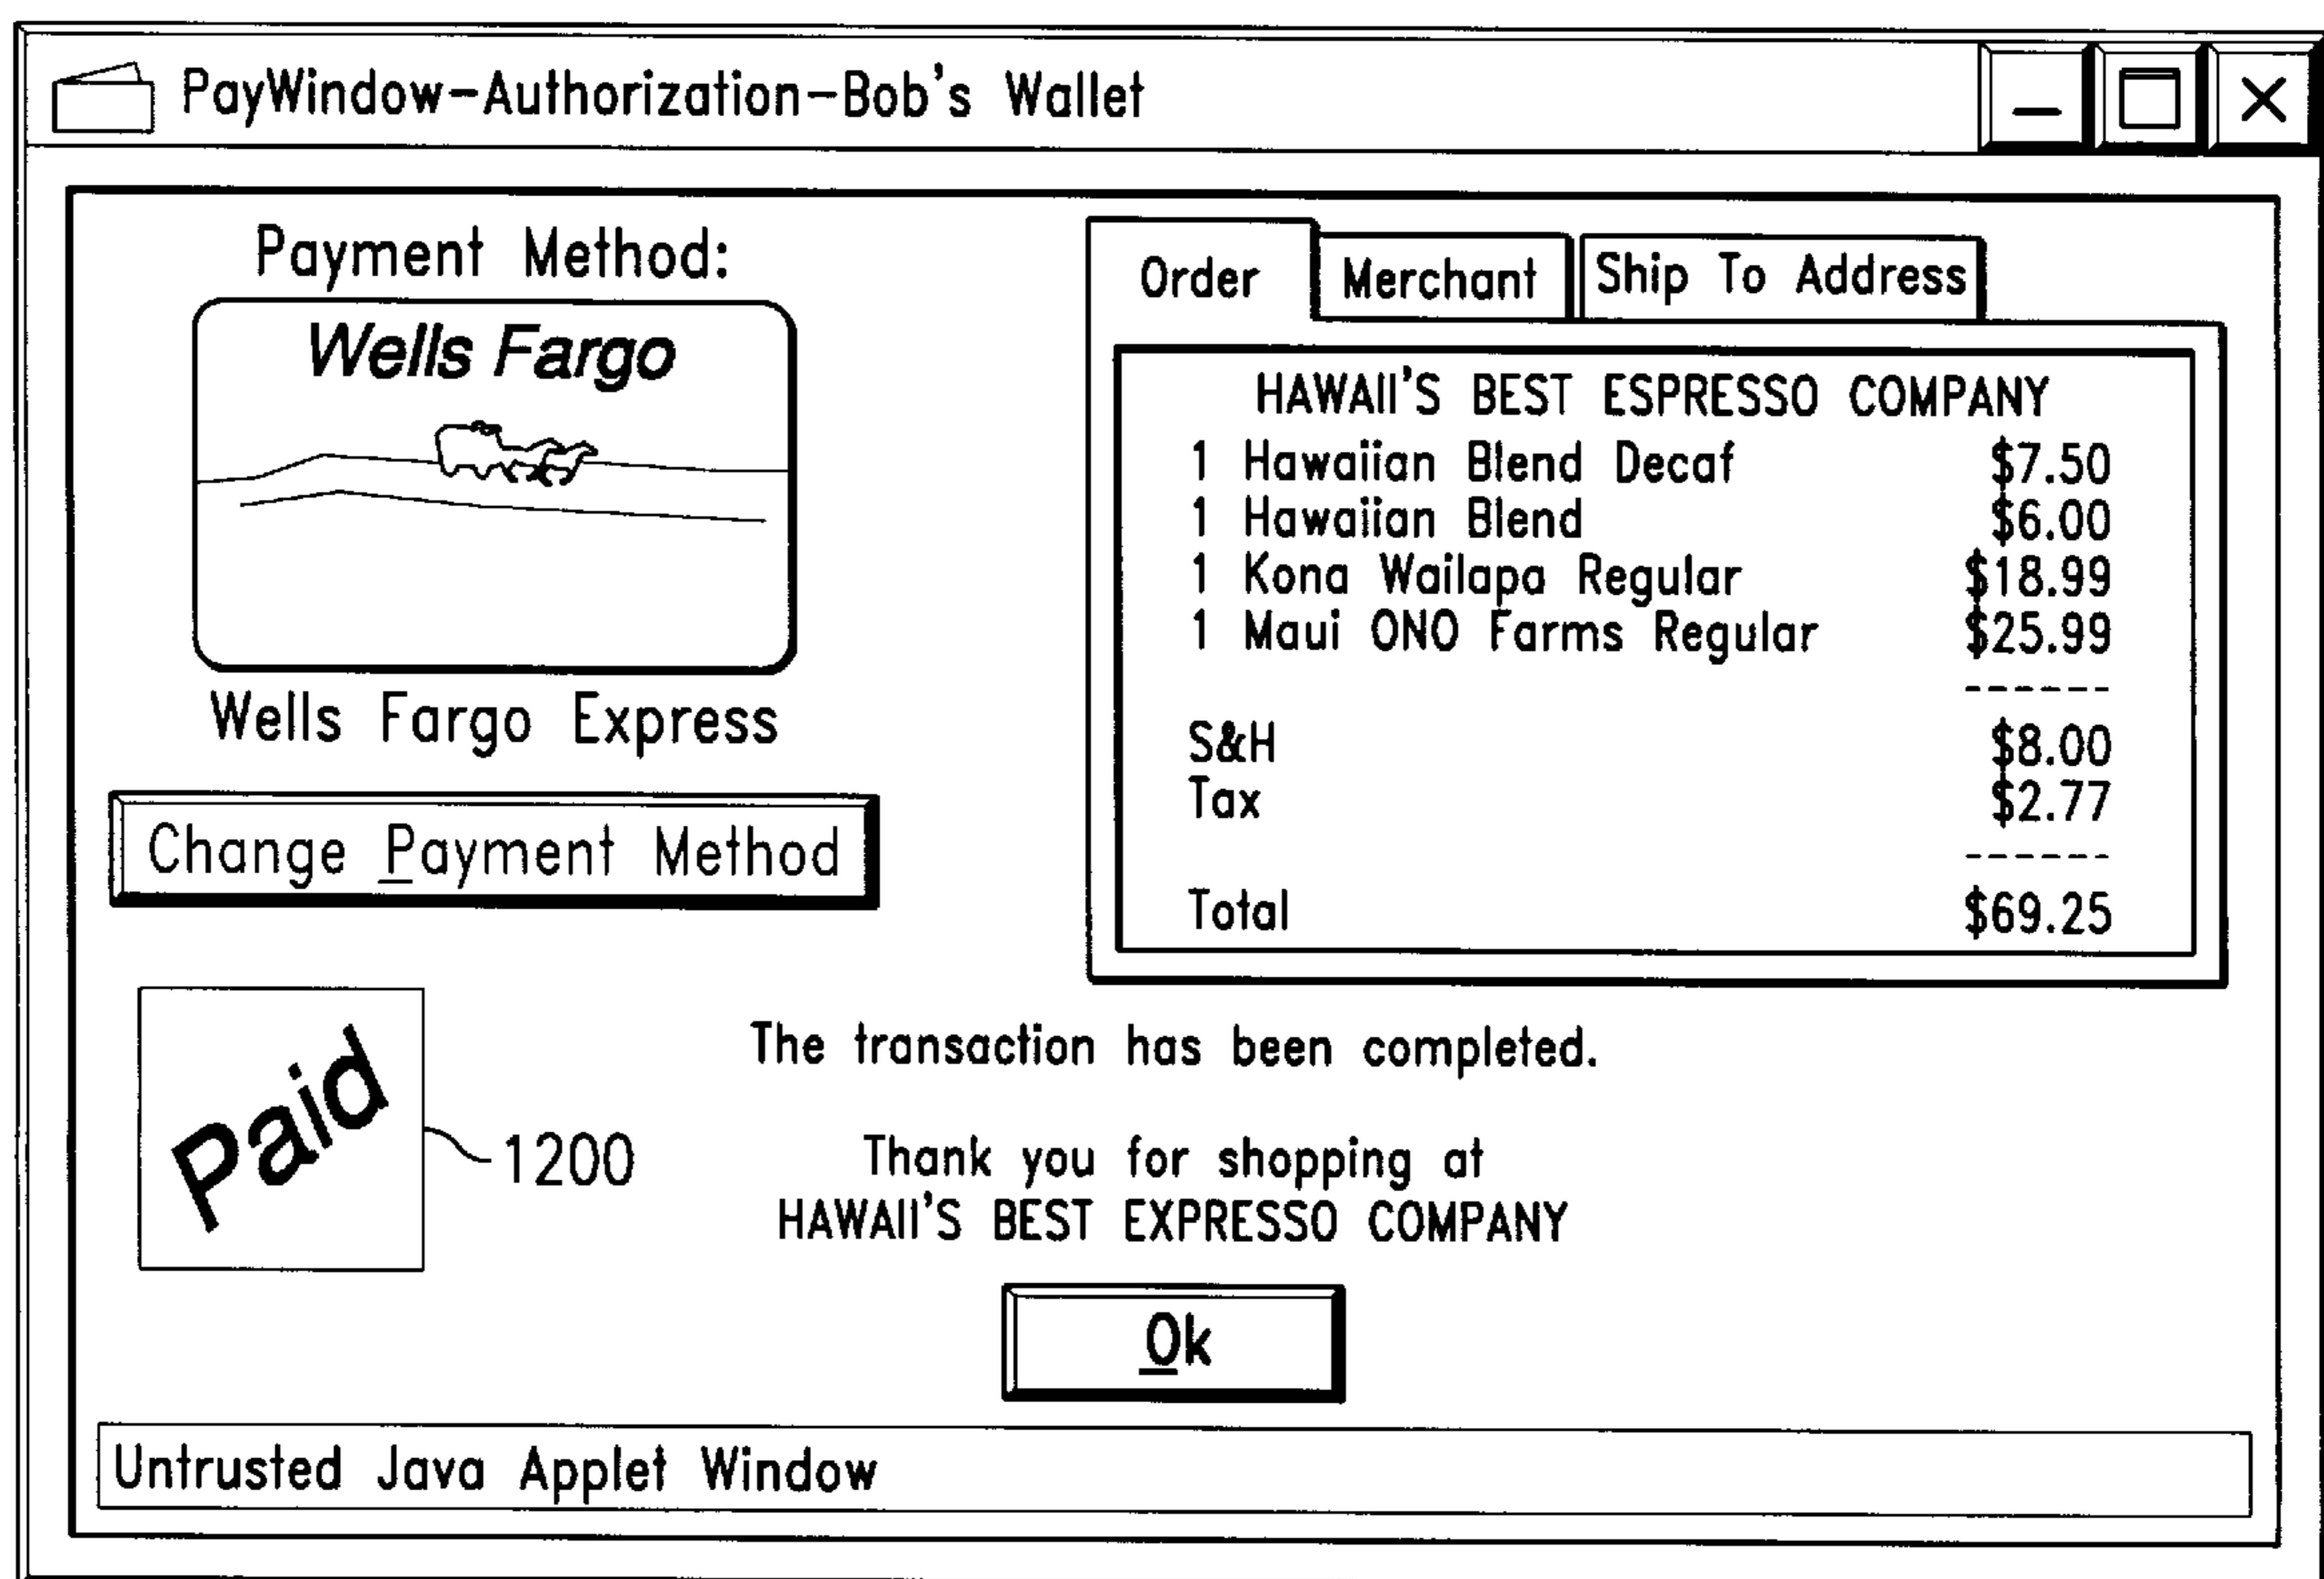 PayWindow-Authorization-Bob's Wallet
Payment Method:
Wells Fargo
Wells Fargo Express
Change Payment Method
Order
Merchant
Ship To Address
HAWAII'S BEST ESPRESSO COMPANY
1 Hawaiian Blend Decaf $7.50
1 Hawaiian Blend $6.00
1 Kona Wailapa Regular $18.99
1 Maui ONO Farms Regular $25.99
------
S&H $8.00
Tax $2.77
------
Total $69.25
Paid
1200
The transaction has been completed.
Thank you for shopping at
HAWAII'S BEST EXPRESSO COMPANY
Ok
Untrusted Java Applet Window